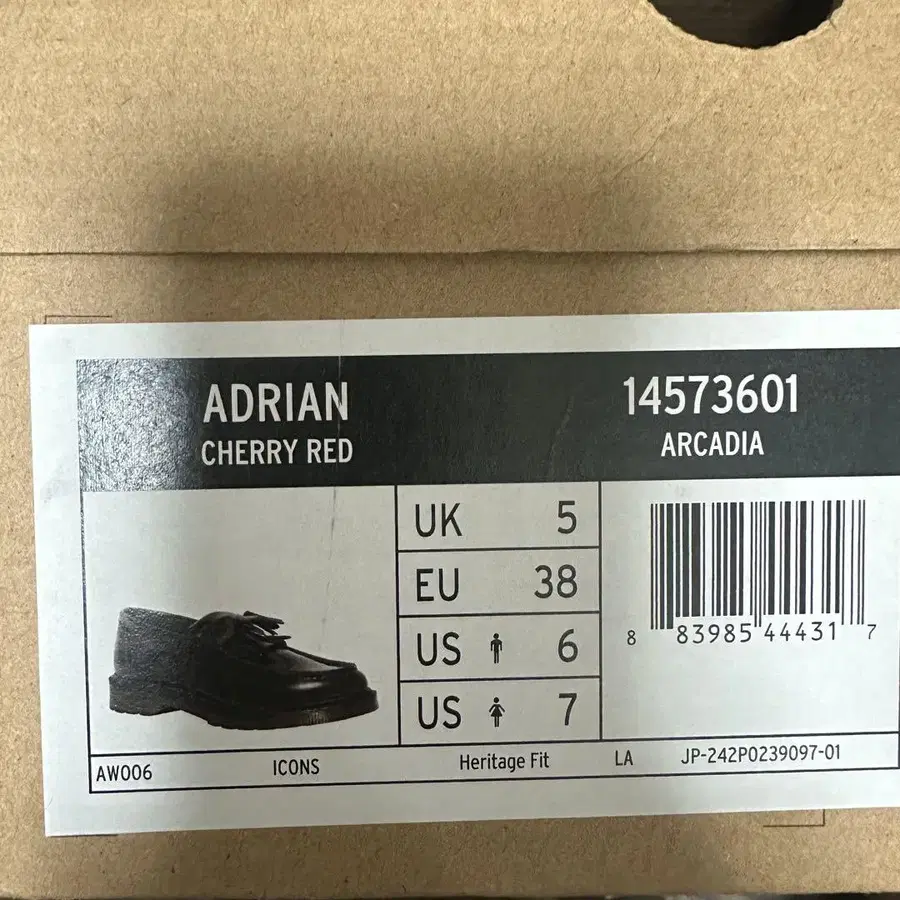 ADRIAN
CHERRY RED
14573601
ARCADIA
UK 5
EU 38
US 6
US 7
8 83985 44431 7
AW006 ICONS Heritage Fit LA JP-242P0239097-01